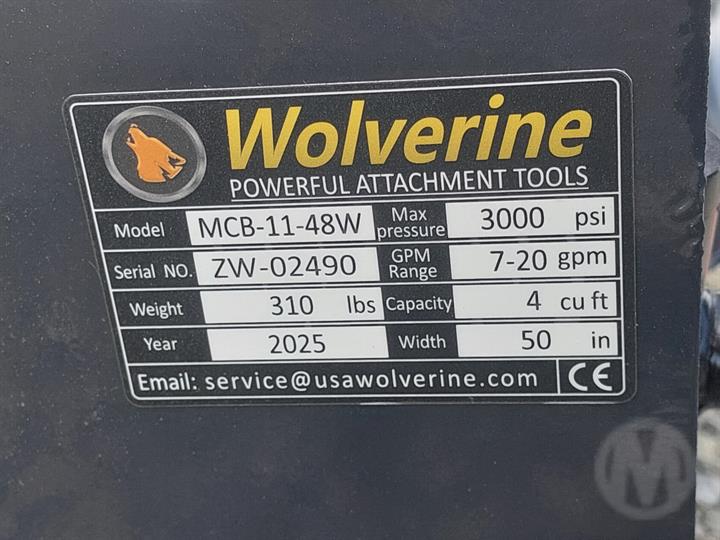 Wolverine
POWERFUL ATTACHMENT TOOLS
Model MCB-11-48W Max pressure 3000 psi
Serial NO. ZW-02490 GPM Range 7-20 gpm
Weight 310 lbs Capacity 4 cu ft
Year 2025 Width 50 in
Email: service@usawolverine.com CE
M